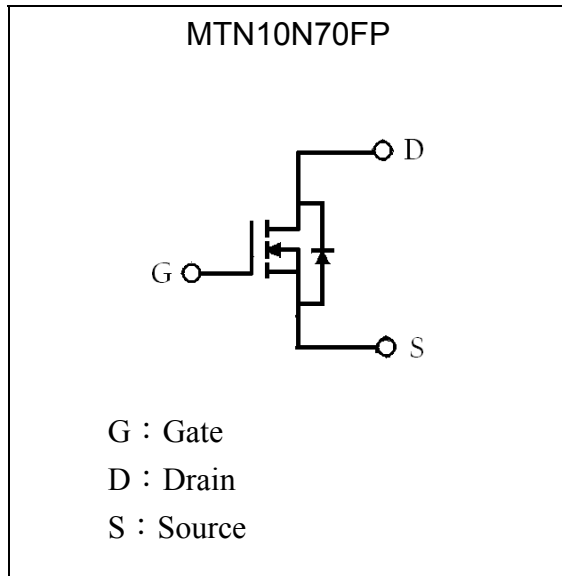 MTN10N70FP
D
G
S
G：Gate
D：Drain
S：Source